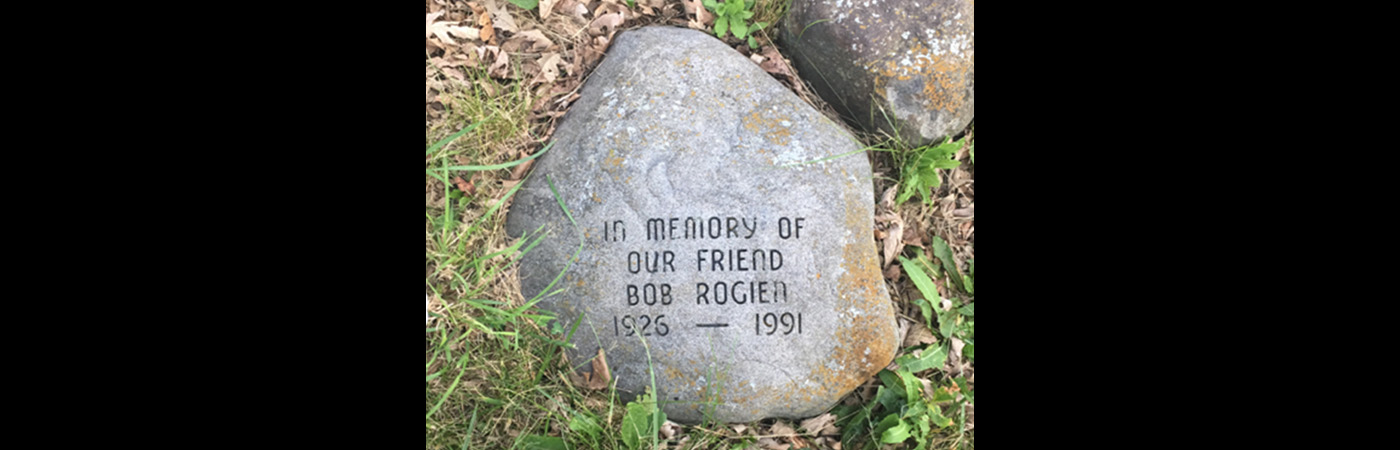 IN MEMORY OF
OUR FRIEND
BOB ROGIEN
1926 — 1991